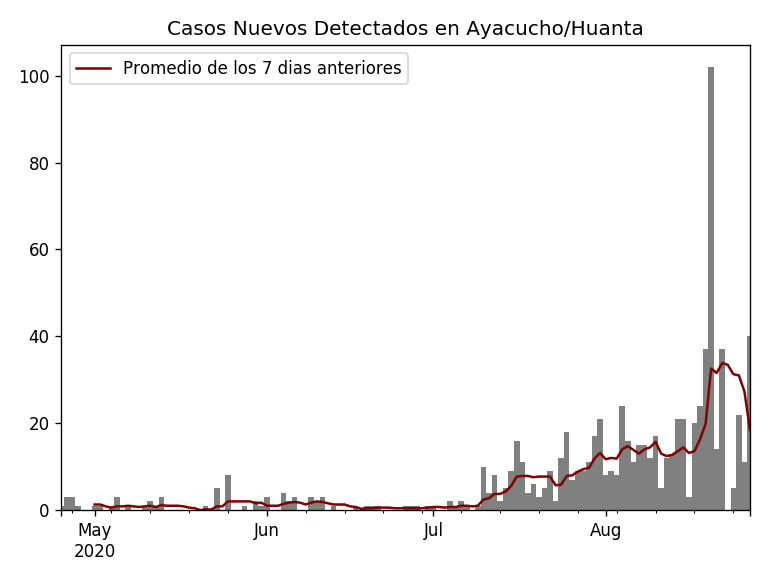 Casos Nuevos Detectados en Ayacucho/Huanta
Promedio de los 7 dias anteriores
100
80
60
40
20
0
May Jun Jul Aug
2020